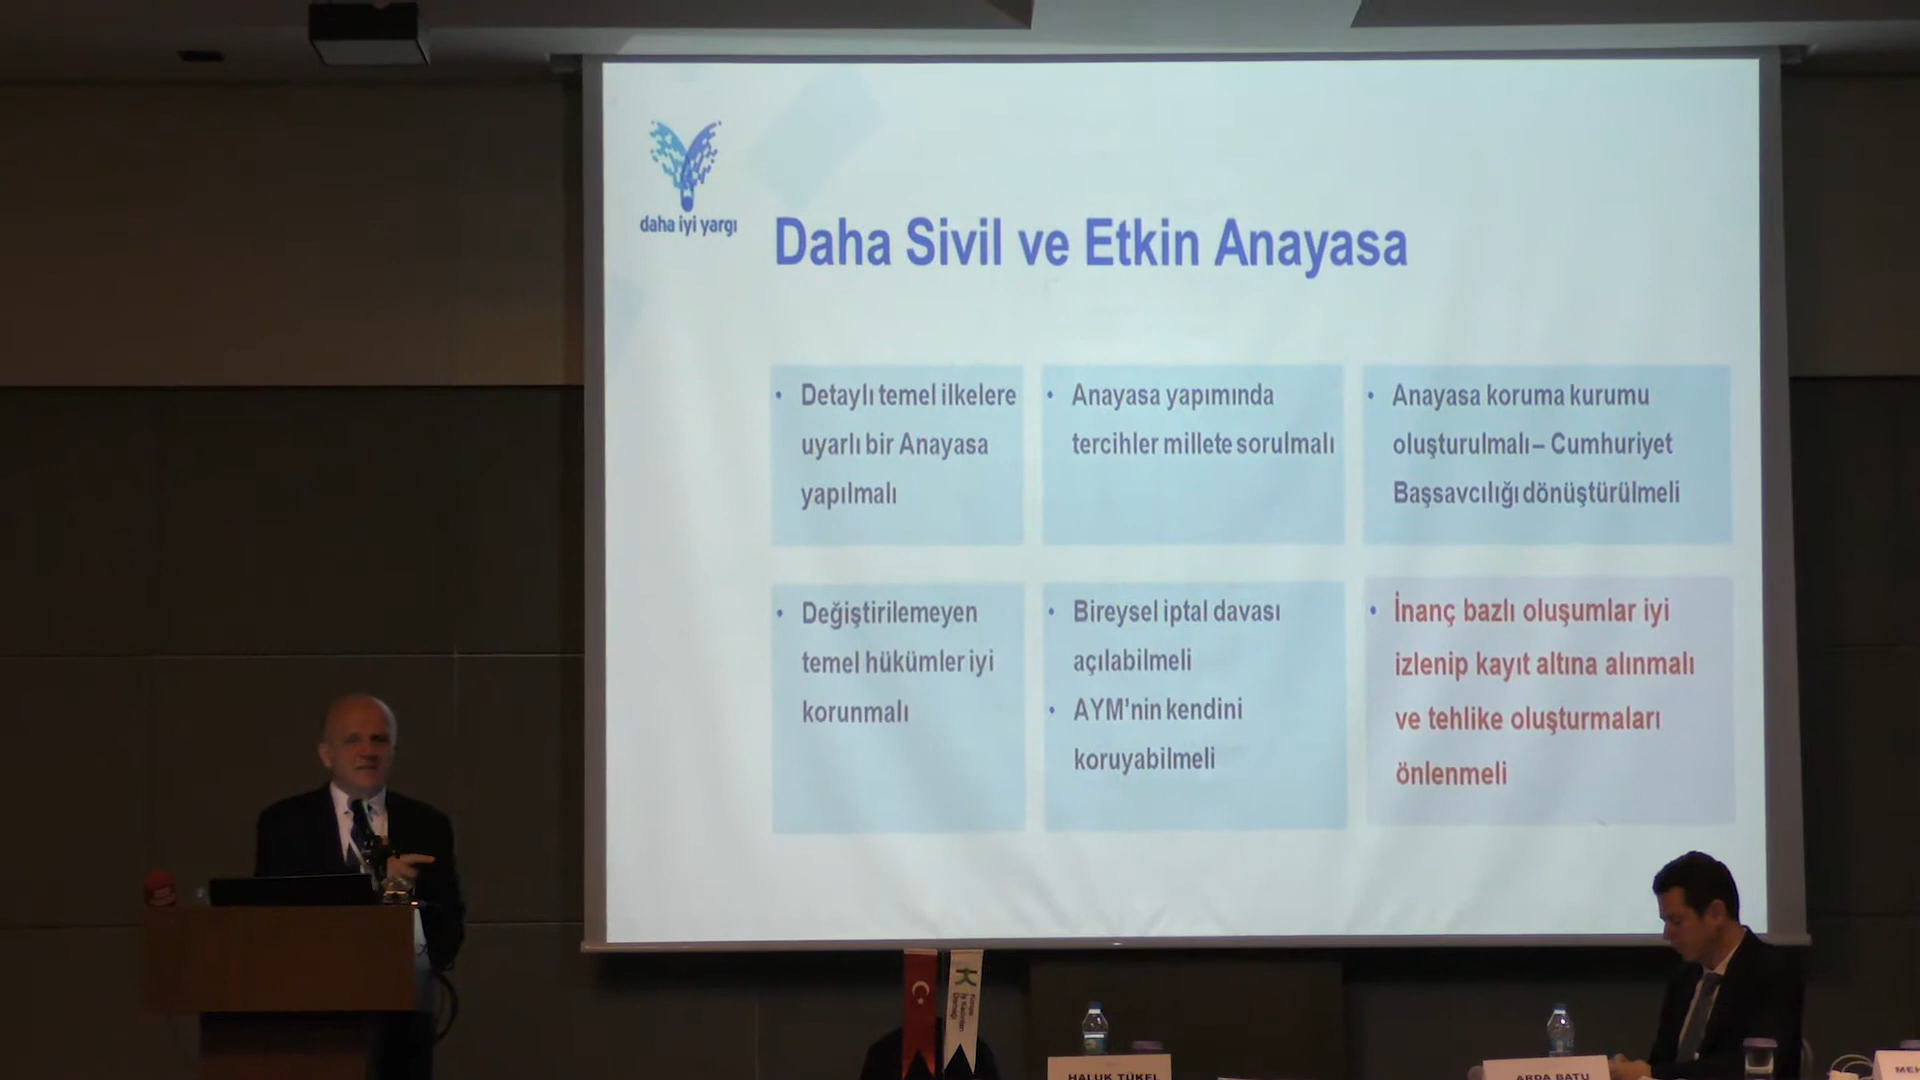 daha iyi yargı
Daha Sivil ve Etkin Anayasa
• Detaylı temel ilkelere
uyarlı bir Anayasa
yapılmalı
• Anayasa yapımında
tercihler millete sorulmalı
• Anayasa koruma kurumu
oluşturulmalı – Cumhuriyet
Başsavcılığı dönüştürülmeli
• Değiştirilemeyen
temel hükümler iyi
korunmalı
• Bireysel iptal davası
açılabilmeli
• AYM'nin kendini
koruyabilmeli
• İnanç bazlı oluşumlar iyi
izlenip kayıt altına alınmalı
ve tehlike oluşturmaları
önlenmeli
HALUK TÜKEL
ARDA BATU